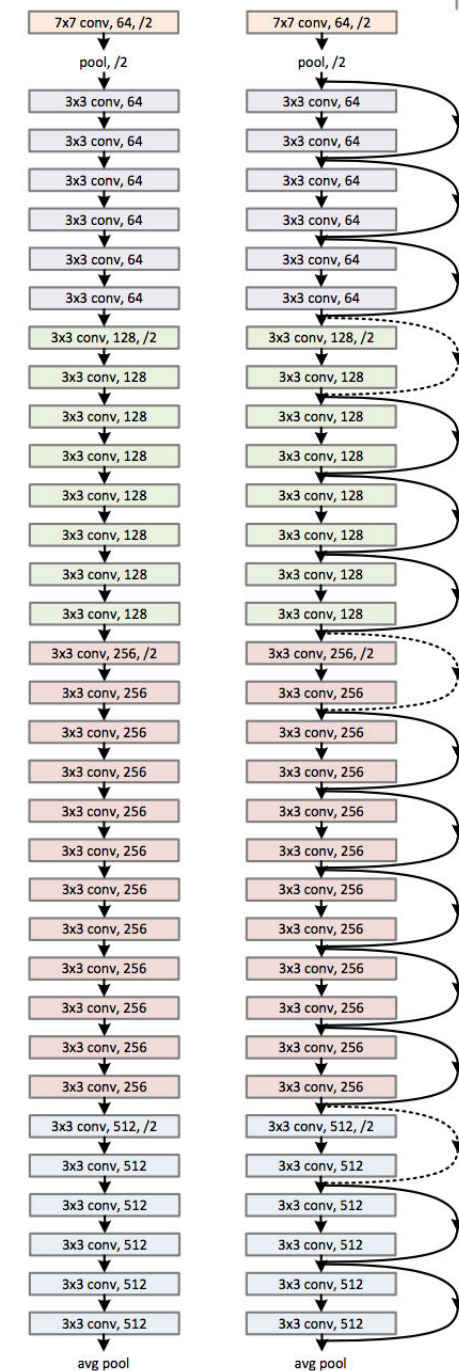 7x7 conv, 64, /2 7x7 conv, 64, /2
pool, /2 pool, /2
3x3 conv, 64 3x3 conv, 64
3x3 conv, 64 3x3 conv, 64
3x3 conv, 64 3x3 conv, 64
3x3 conv, 64 3x3 conv, 64
3x3 conv, 64 3x3 conv, 64
3x3 conv, 64 3x3 conv, 64
3x3 conv, 128, /2 3x3 conv, 128, /2
3x3 conv, 128 3x3 conv, 128
3x3 conv, 128 3x3 conv, 128
3x3 conv, 128 3x3 conv, 128
3x3 conv, 128 3x3 conv, 128
3x3 conv, 128 3x3 conv, 128
3x3 conv, 128 3x3 conv, 128
3x3 conv, 128 3x3 conv, 128
3x3 conv, 256, /2 3x3 conv, 256, /2
3x3 conv, 256 3x3 conv, 256
3x3 conv, 256 3x3 conv, 256
3x3 conv, 256 3x3 conv, 256
3x3 conv, 256 3x3 conv, 256
3x3 conv, 256 3x3 conv, 256
3x3 conv, 256 3x3 conv, 256
3x3 conv, 256 3x3 conv, 256
3x3 conv, 256 3x3 conv, 256
3x3 conv, 256 3x3 conv, 256
3x3 conv, 256 3x3 conv, 256
3x3 conv, 256 3x3 conv, 256
3x3 conv, 512, /2 3x3 conv, 512, /2
3x3 conv, 512 3x3 conv, 512
3x3 conv, 512 3x3 conv, 512
3x3 conv, 512 3x3 conv, 512
3x3 conv, 512 3x3 conv, 512
3x3 conv, 512 3x3 conv, 512
avg pool avg pool